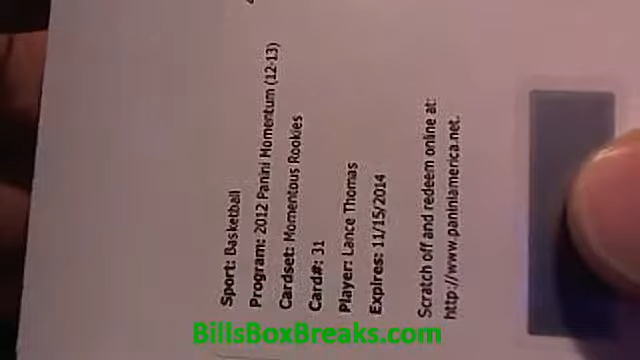 Sport: Basketball
Program: 2012 Panini Momentum (12-13)
Cardset: Momentous Rookies
Card#: 31
Player: Lance Thomas
Expires: 11/15/2014
Scratch off and redeem online at:
http://www.paniniamerica.net.
BillsBoxBreaks.com